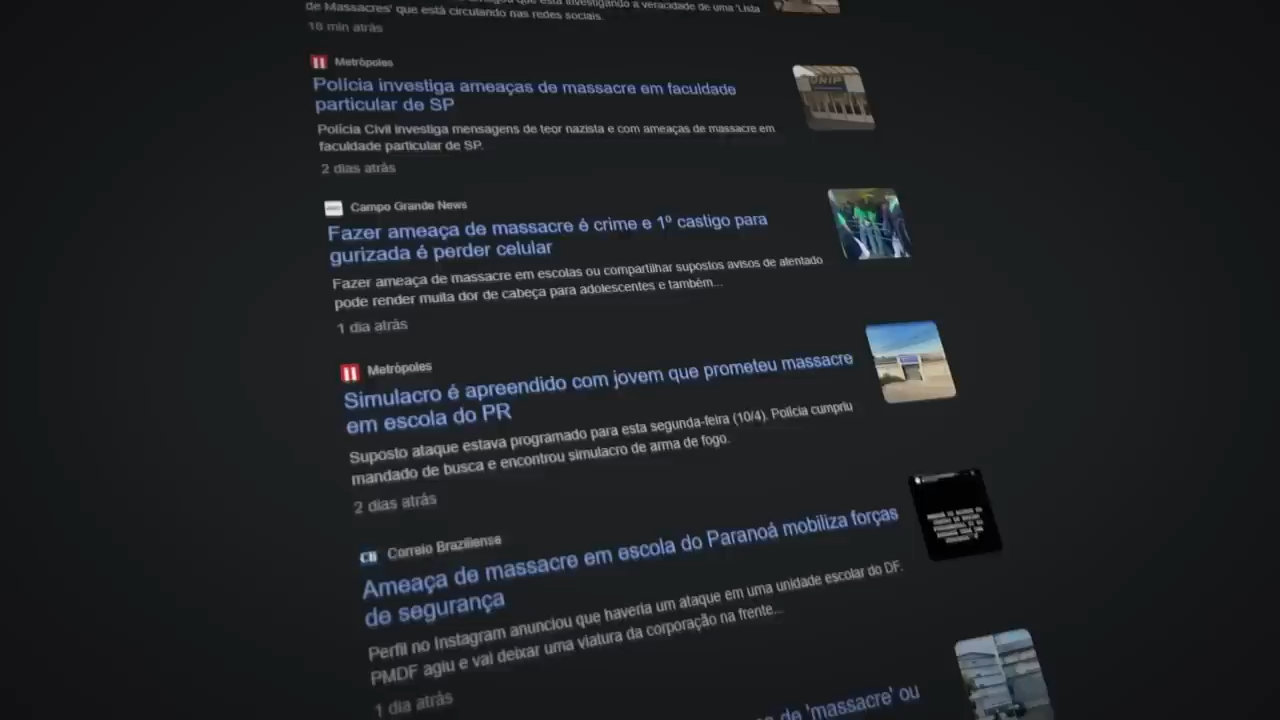 de Massacres' que está circulando nas redes sociais.
18 min atrás
Metrópoles
Polícia investiga ameaças de massacre em faculdade
particular de SP
Polícia Civil investiga mensagens de teor nazista e com ameaças de massacre em
faculdade particular de SP.
2 dias atrás
UNIP
Campo Grande News
Fazer ameaça de massacre é crime e 1º castigo para
gurizada é perder celular
Fazer ameaça de massacre em escolas ou compartilhar supostos avisos de atentado
pode render muita dor de cabeça para adolescentes e também...
1 dia atrás
Metrópoles
Simulacro é apreendido com jovem que prometeu massacre
em escola do PR
Suposto ataque estava programado para esta segunda-feira (10/4). Polícia cumpriu
mandado de busca e encontrou simulacro de arma de fogo.
2 dias atrás
CB Correio Braziliense
Ameaça de massacre em escola do Paranoá mobiliza forças
de segurança
Perfil no Instagram anunciou que haveria um ataque em uma unidade escolar do DF.
PMDF agiu e vai deixar uma viatura da corporação na frente...
1 dia atrás
de 'massacre' ou